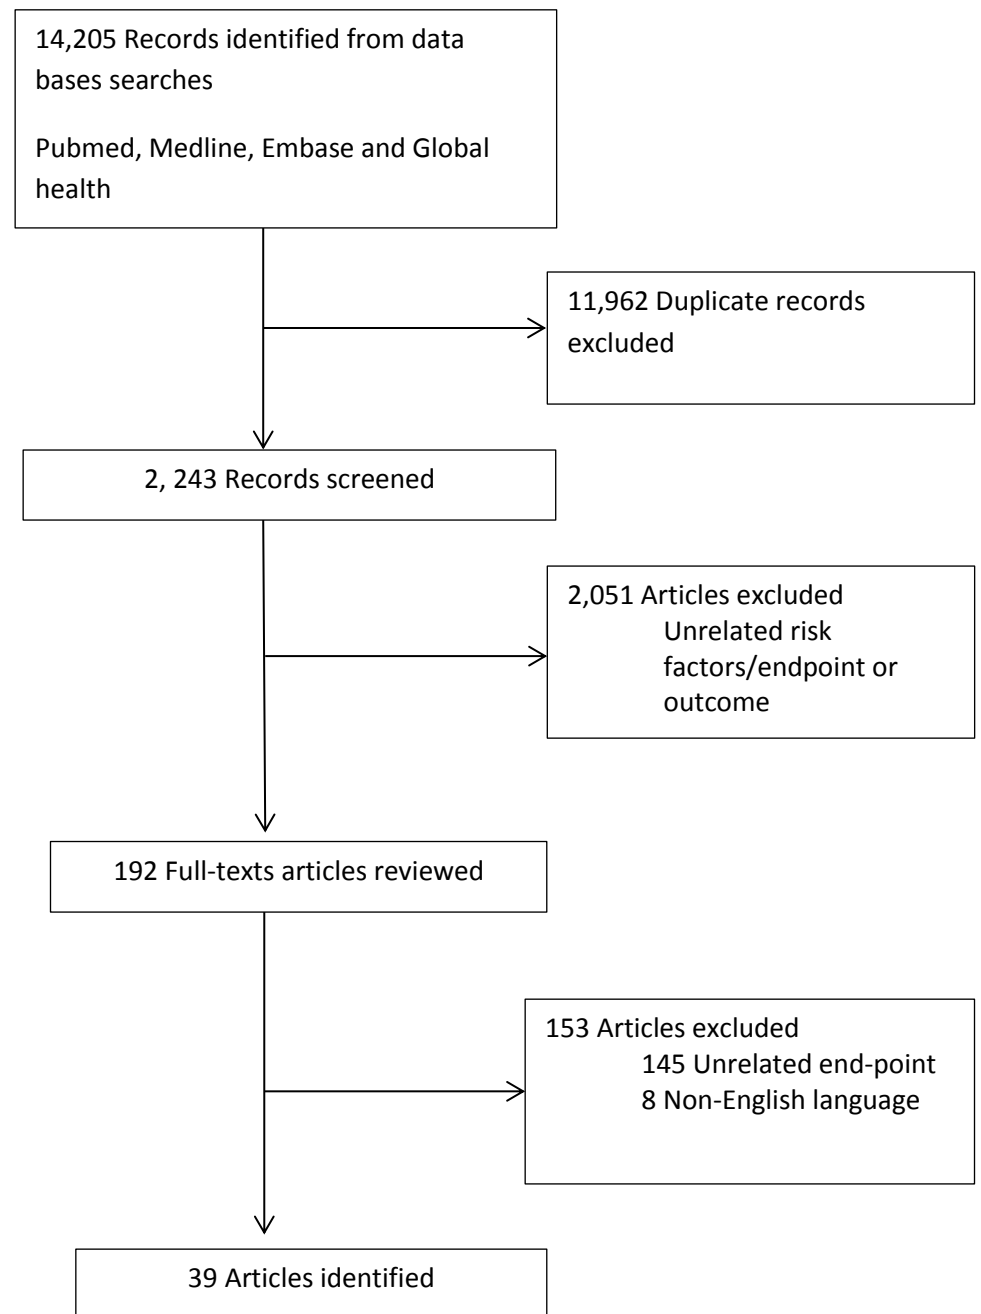 14,205 Records identified from data
bases searches
Pubmed, Medline, Embase and Global
health
11,962 Duplicate records
excluded
2, 243 Records screened
2,051 Articles excluded
Unrelated risk
factors/endpoint or
outcome
192 Full-texts articles reviewed
153 Articles excluded
145 Unrelated end-point
8 Non-English language
39 Articles identified